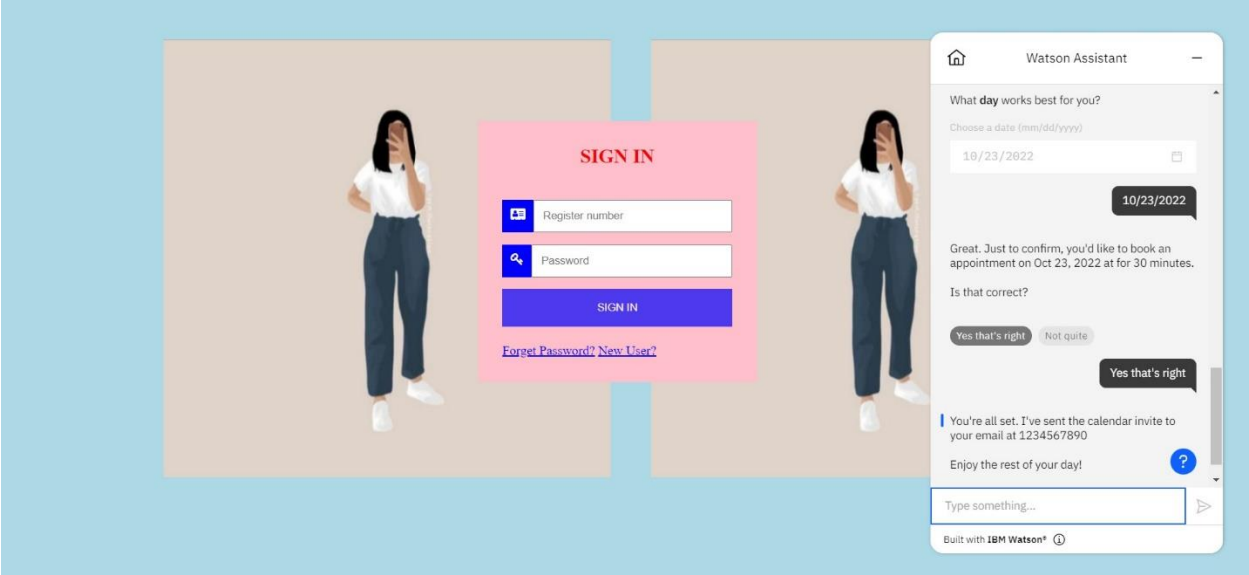 SIGN IN
Register number
Password
SIGN IN
Forget Password? New User?
Watson Assistant
What day works best for you?
Choose a date (mm/dd/yyyy)
10/23/2022
10/23/2022
Great. Just to confirm, you'd like to book an
appointment on Oct 23, 2022 at for 30 minutes.
Is that correct?
Yes that's right Not quite
Yes that's right
You're all set. I've sent the calendar invite to
your email at 1234567890
Enjoy the rest of your day!
?
Type something...
Built with IBM Watson®